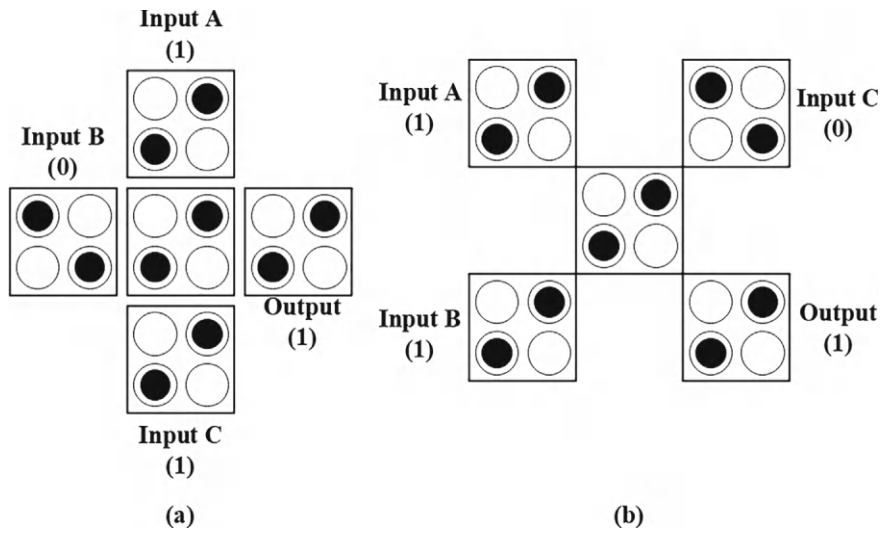 Input A
(1)
Input B
(0)
Output
(1)
Input C
(1)
(a)
Input A
(1)
Input C
(0)
Input B
(1)
Output
(1)
(b)